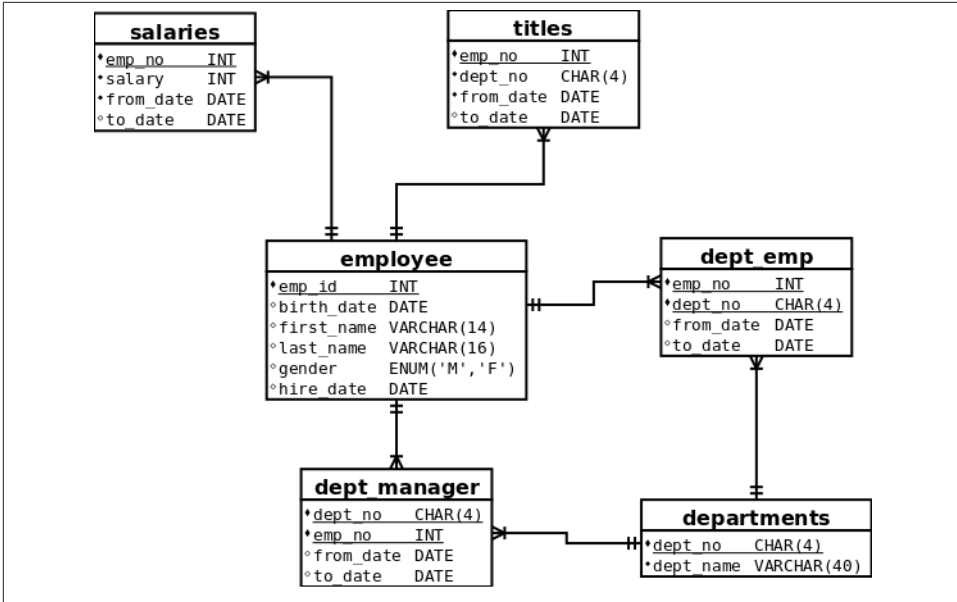 salaries
emp_no INT
salary INT
from_date DATE
to_date DATE
titles
emp_no INT
dept_no CHAR(4)
from_date DATE
to_date DATE
employee
emp_id INT
birth_date DATE
first_name VARCHAR(14)
last_name VARCHAR(16)
gender ENUM('M','F')
hire_date DATE
dept_emp
emp_no INT
dept_no CHAR(4)
from_date DATE
to_date DATE
dept_manager
dept_no CHAR(4)
emp_no INT
from_date DATE
to_date DATE
departments
dept_no CHAR(4)
dept_name VARCHAR(40)